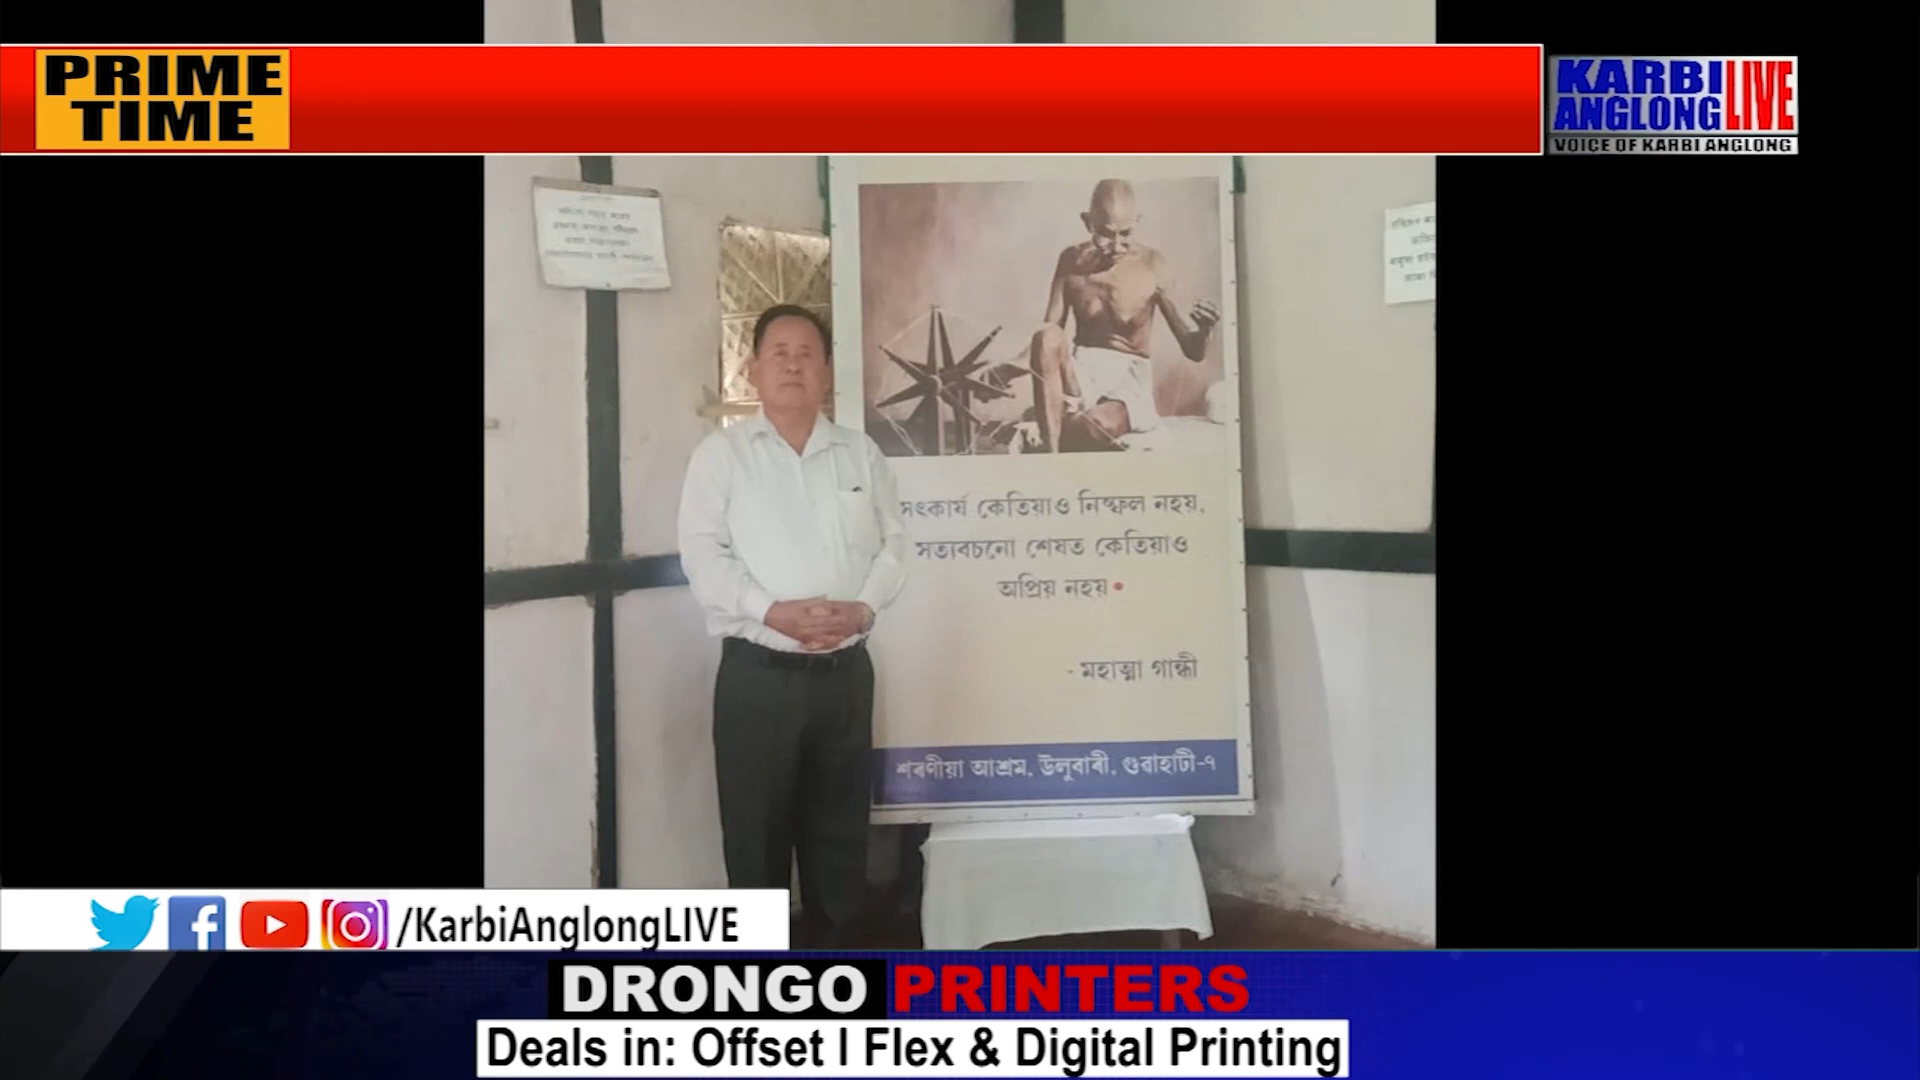 PRIME
TIME
KARBI
ANGLONG
LIVE
VOICE OF KARBI ANGLONG
সৎকাৰ্য কেতিয়াও নিষ্ফল নহয়,
সত্যবচনো শেষত কেতিয়াও
অপ্ৰিয় নহয়•
- মহাত্মা গান্ধী
শৰণীয়া আশ্ৰম, উলুবাৰী, গুৱাহাটী-৭
/KarbiAnglongLIVE
DRONGO PRINTERS
Deals in: Offset I Flex & Digital Printing